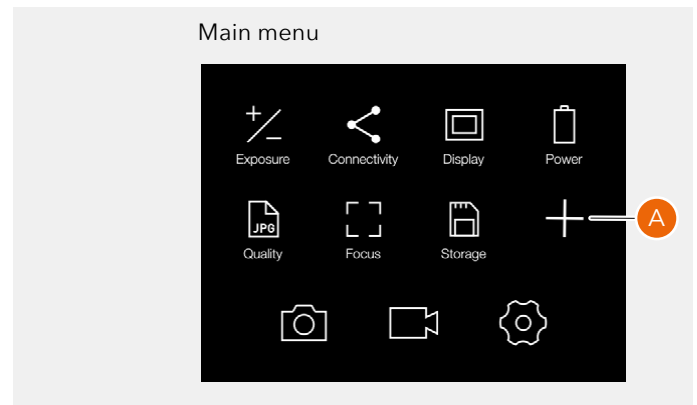 Main menu
Exposure Connectivity Display Power
JPG
A
Quality Focus Storage